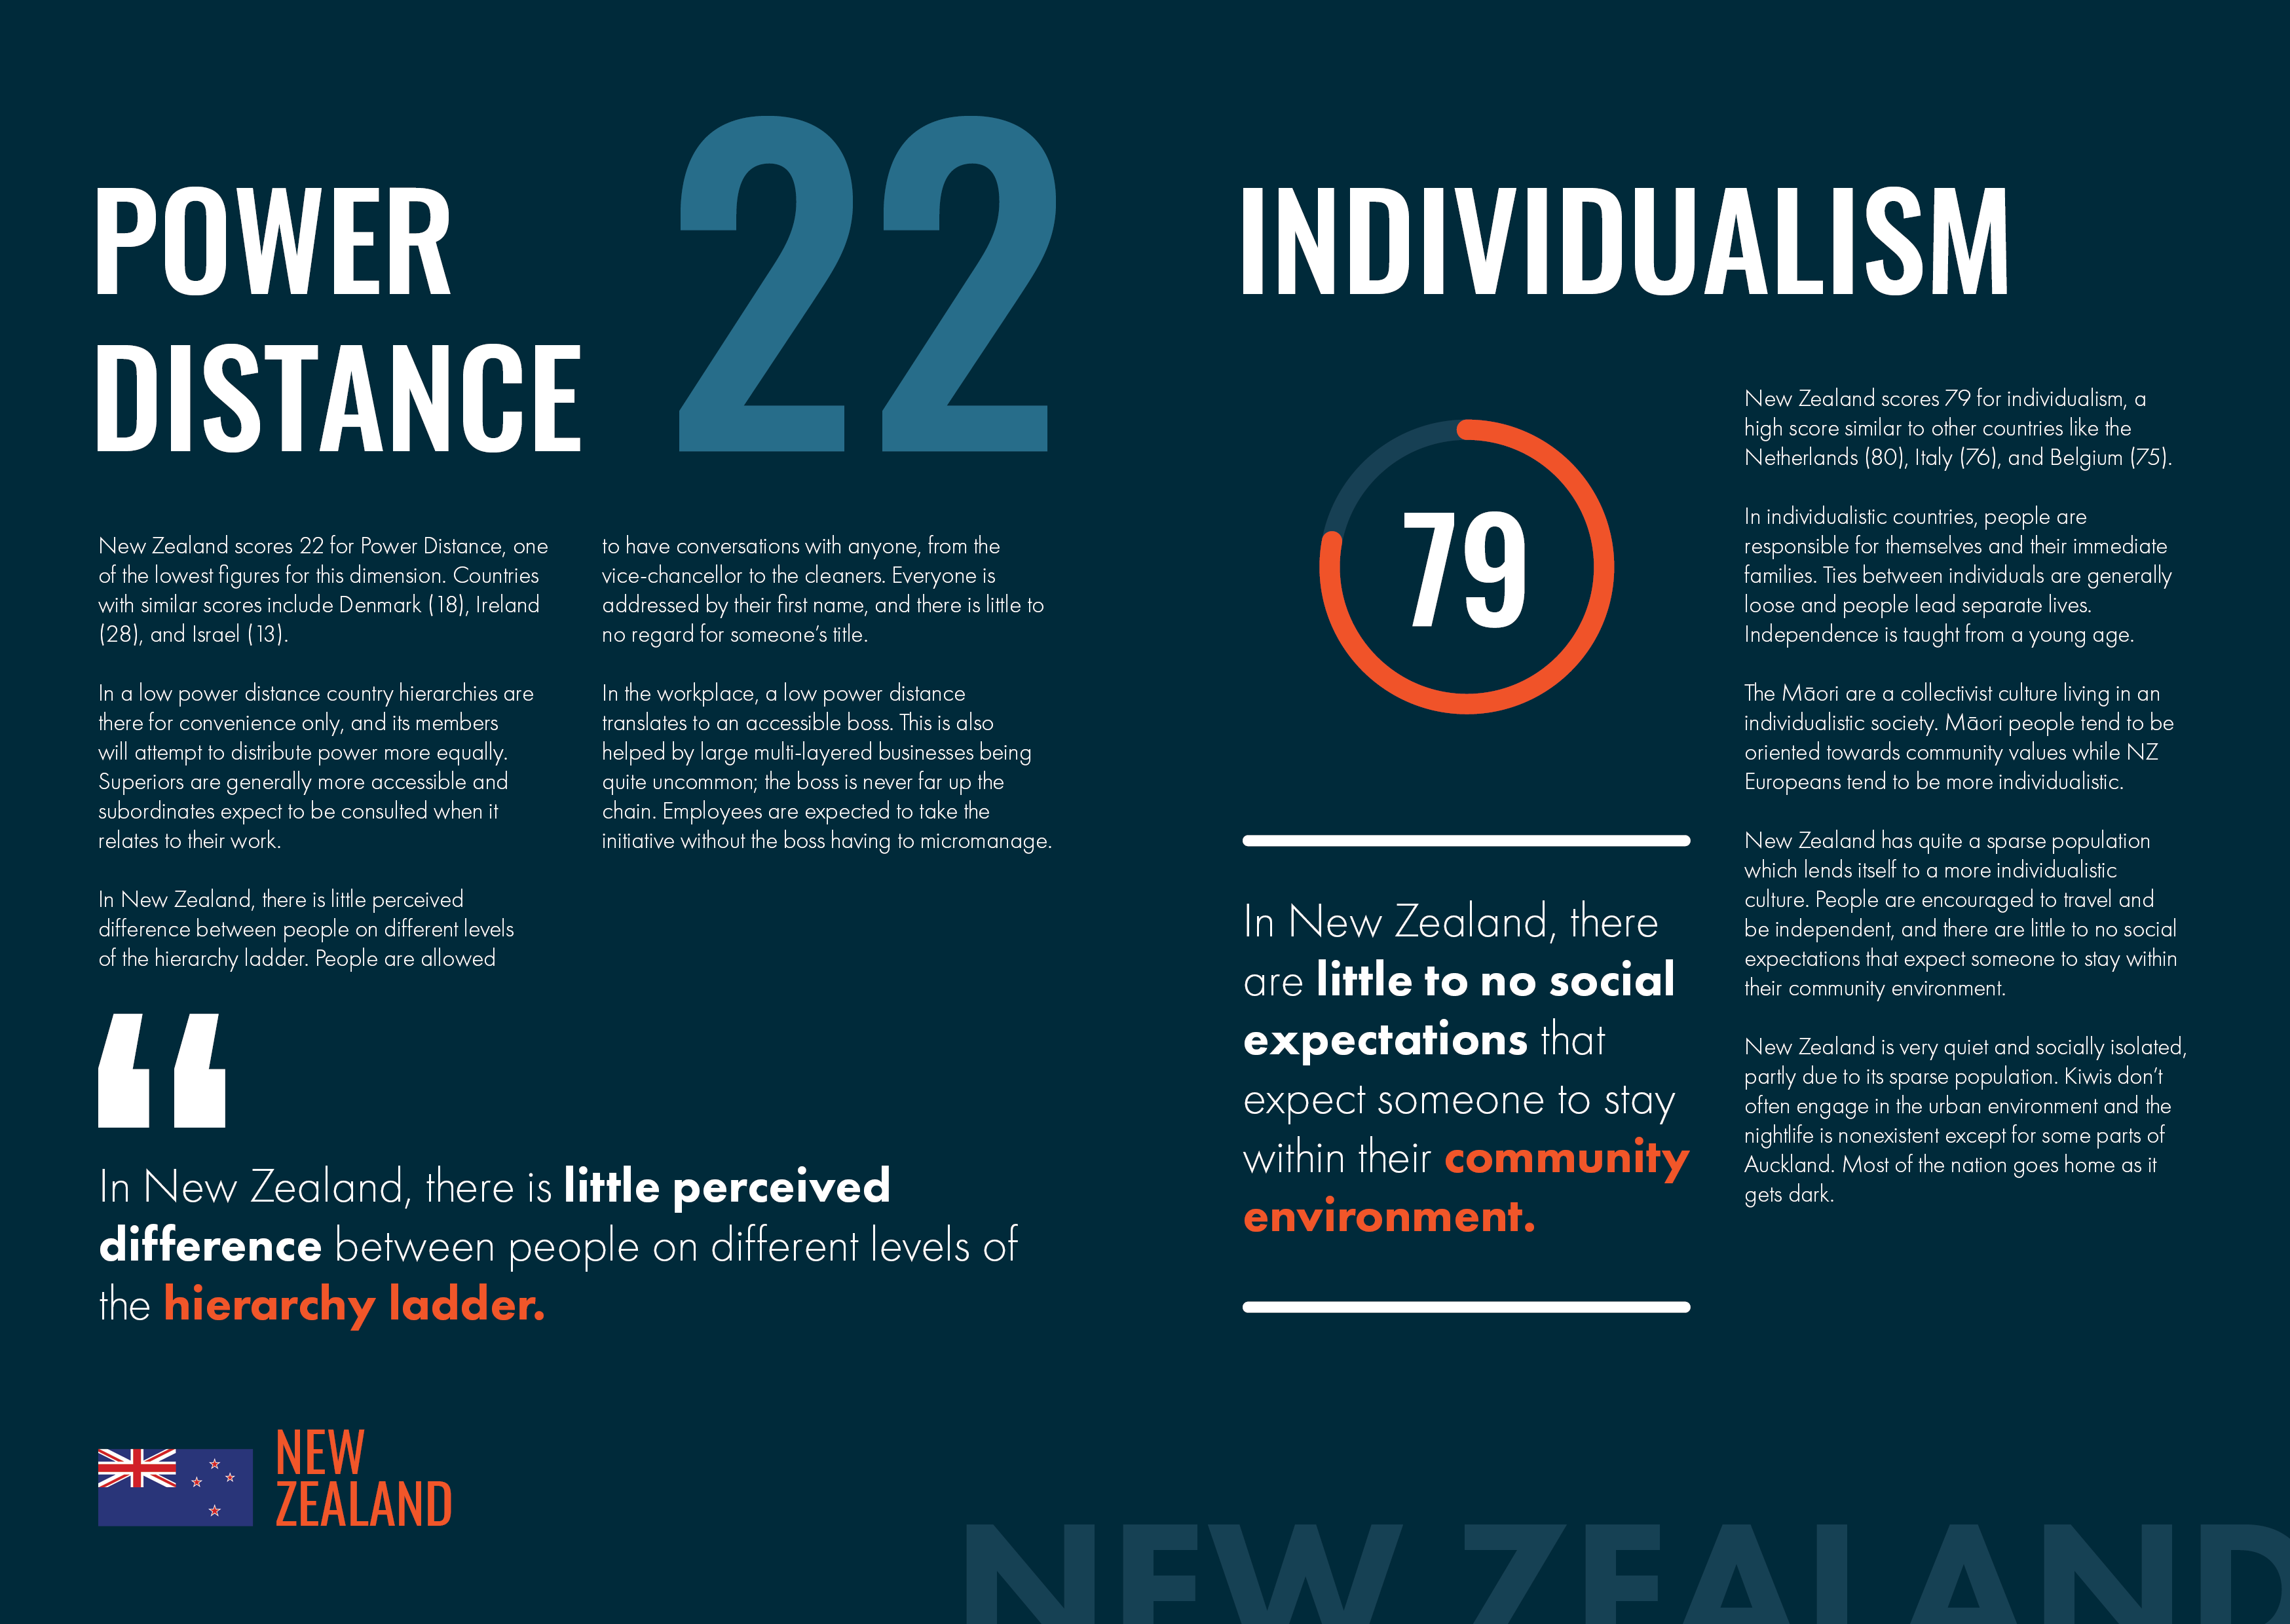 POWER
DISTANCE
22
New Zealand scores 22 for Power Distance, one
of the lowest figures for this dimension. Countries
with similar scores include Denmark (18), Ireland
(28), and Israel (13).
In a low power distance country hierarchies are
there for convenience only, and its members
will attempt to distribute power more equally.
Superiors are generally more accessible and
subordinates expect to be consulted when it
relates to their work.
In New Zealand, there is little perceived
difference between people on different levels
of the hierarchy ladder. People are allowed
to have conversations with anyone, from the
vice-chancellor to the cleaners. Everyone is
addressed by their first name, and there is little to
no regard for someone’s title.
In the workplace, a low power distance
translates to an accessible boss. This is also
helped by large multi-layered businesses being
quite uncommon; the boss is never far up the
chain. Employees are expected to take the
initiative without the boss having to micromanage.
“
In New Zealand, there is little perceived
difference between people on different levels of
the hierarchy ladder.
NEW
ZEALAND
INDIVIDUALISM
79
In New Zealand, there
are little to no social
expectations that
expect someone to stay
within their community
environment.
New Zealand scores 79 for individualism, a
high score similar to other countries like the
Netherlands (80), Italy (76), and Belgium (75).
In individualistic countries, people are
responsible for themselves and their immediate
families. Ties between individuals are generally
loose and people lead separate lives.
Independence is taught from a young age.
The Māori are a collectivist culture living in an
individualistic society. Māori people tend to be
oriented towards community values while NZ
Europeans tend to be more individualistic.
New Zealand has quite a sparse population
which lends itself to a more individualistic
culture. People are encouraged to travel and
be independent, and there are little to no social
expectations that expect someone to stay within
their community environment.
New Zealand is very quiet and socially isolated,
partly due to its sparse population. Kiwis don’t
often engage in the urban environment and the
nightlife is nonexistent except for some parts of
Auckland. Most of the nation goes home as it
gets dark.
NEW ZEALAND